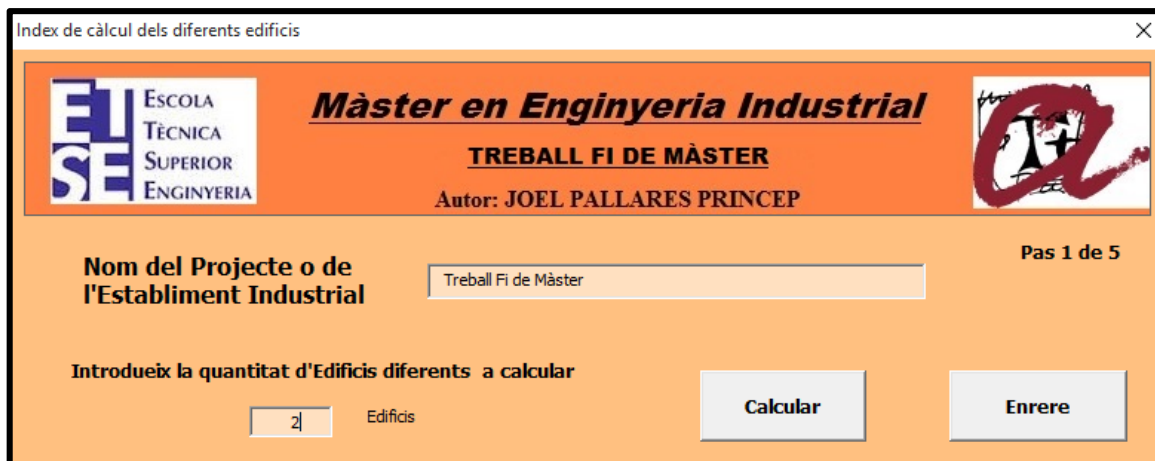 Index de càlcul dels diferents edificis
ETSE
ESCOLA
TÈCNICA
SUPERIOR
ENGINYERIA
Màster en Enginyeria Industrial
TREBALL FI DE MÀSTER
Autor: JOEL PALLARES PRINCEP
Pas 1 de 5
Nom del Projecte o de
l'Establiment Industrial
Treball Fi de Màster
Introdueix la quantitat d'Edificis diferents a calcular
2
Edificis
Calcular
Enrere